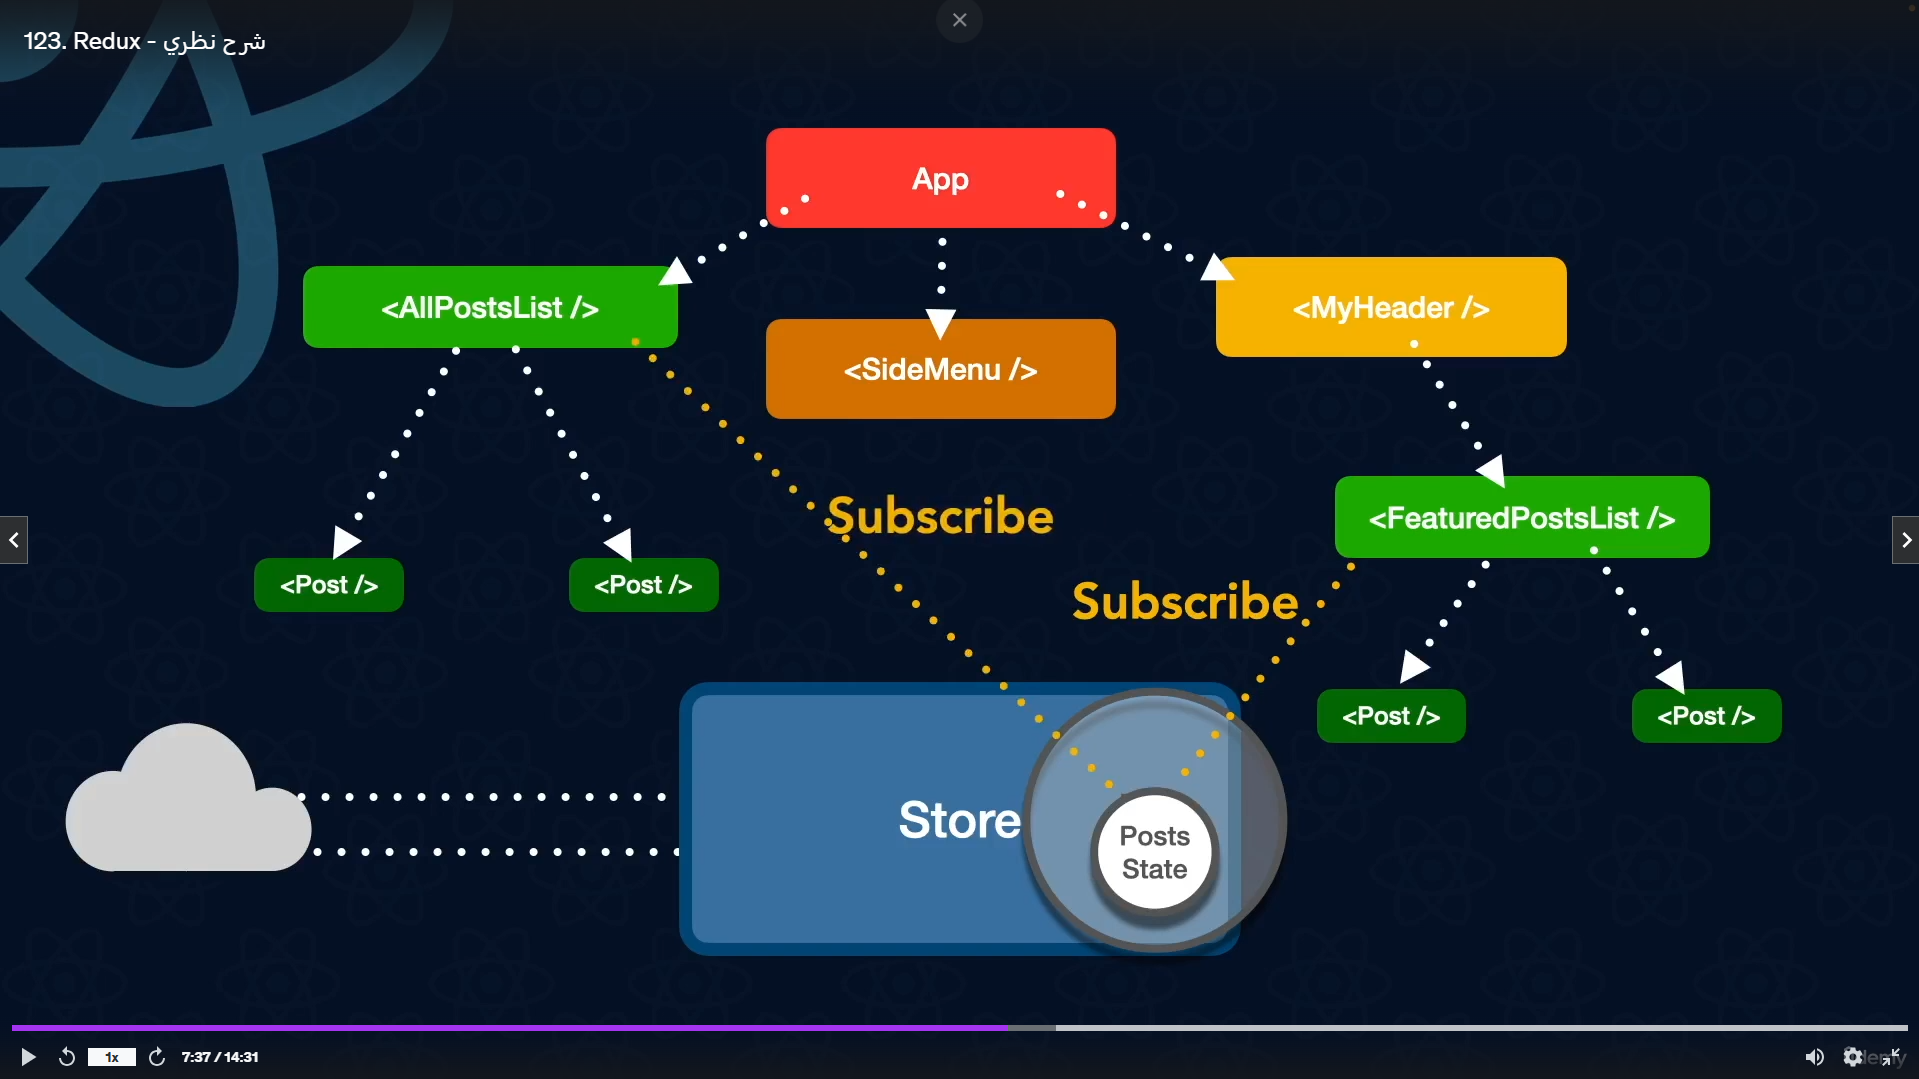 123. Redux - شرح نظري
App
<AllPostsList />
<MyHeader />
<SideMenu />
Subscribe
<FeaturedPostsList />
<Post />
<Post />
Subscribe
<Post />
<Post />
Store
Posts
State
1x
7:37 / 14:31
Udemy